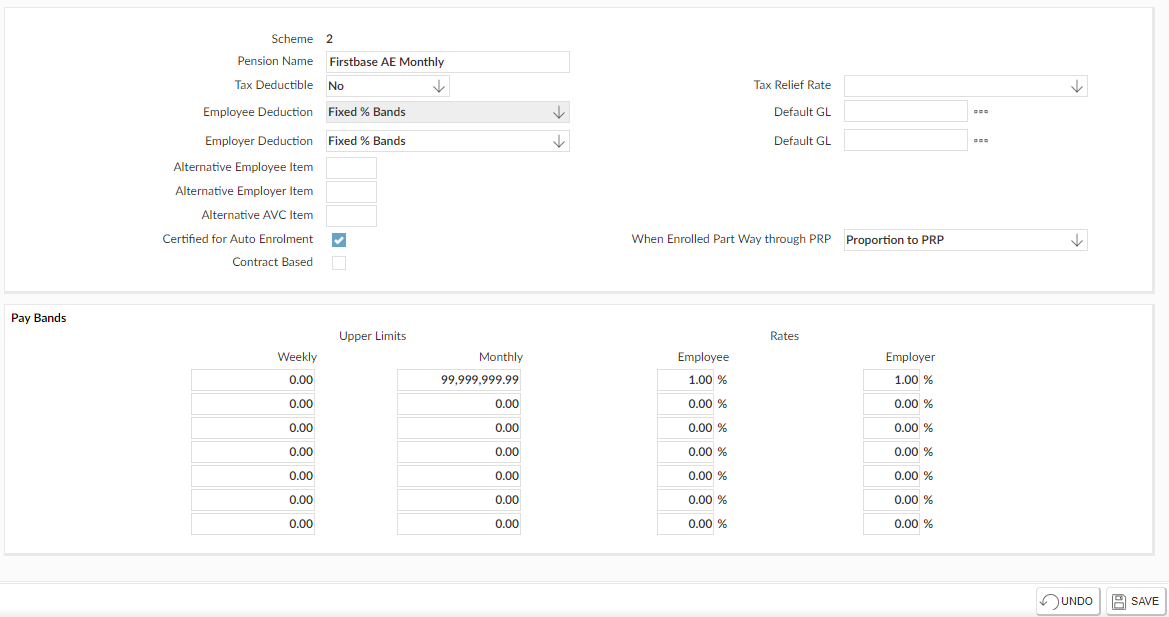 Scheme 2
Pension Name Firstbase AE Monthly
Tax Deductible No Tax Relief Rate
Employee Deduction Fixed % Bands Default GL
Employer Deduction Fixed % Bands Default GL
Alternative Employee Item
Alternative Employer Item
Alternative AVC Item
Certified for Auto Enrolment When Enrolled Part Way through PRP Proportion to PRP
Contract Based
Pay Bands
Upper Limits Rates
Weekly Monthly Employee Employer
0.00 99,999,999.99 1.00 % 1.00 %
0.00 0.00 0.00 % 0.00 %
0.00 0.00 0.00 % 0.00 %
0.00 0.00 0.00 % 0.00 %
0.00 0.00 0.00 % 0.00 %
0.00 0.00 0.00 % 0.00 %
0.00 0.00 0.00 % 0.00 %
UNDO SAVE